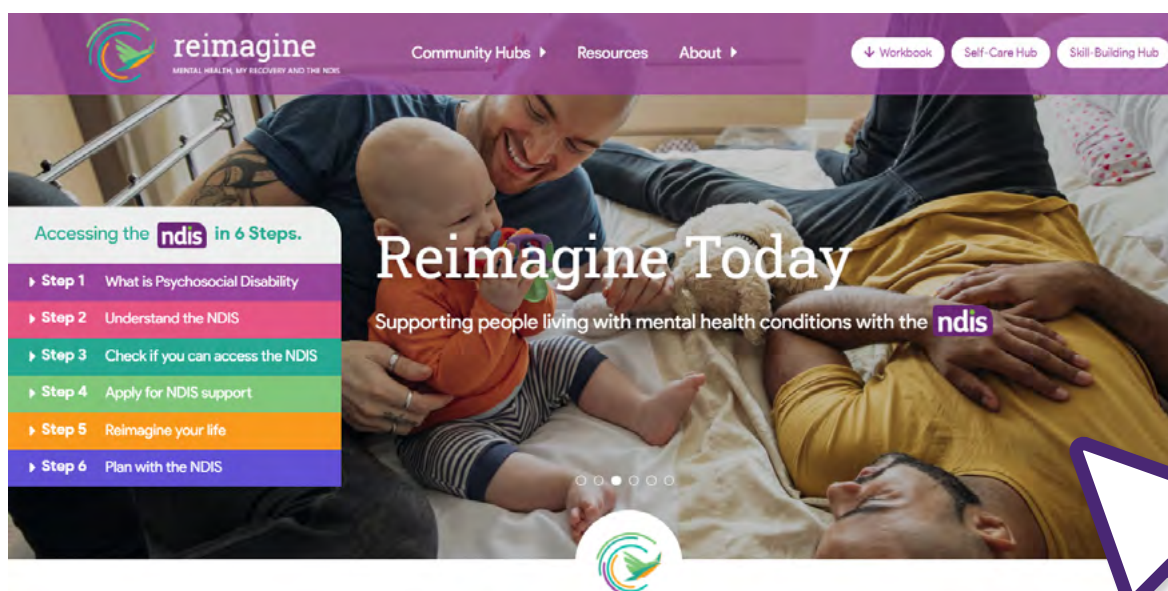 reimagine
MENTAL HEALTH, MY RECOVERY AND THE NDIS
Community Hubs
Resources
About
Workbook
Self-Care Hub
Skill-Building Hub
Accessing the ndis in 6 Steps.
Step 1 What is Psychosocial Disability
Step 2 Understand the NDIS
Step 3 Check if you can access the NDIS
Step 4 Apply for NDIS support
Step 5 Reimagine your life
Step 6 Plan with the NDIS
Reimagine Today
Supporting people living with mental health conditions with the ndis